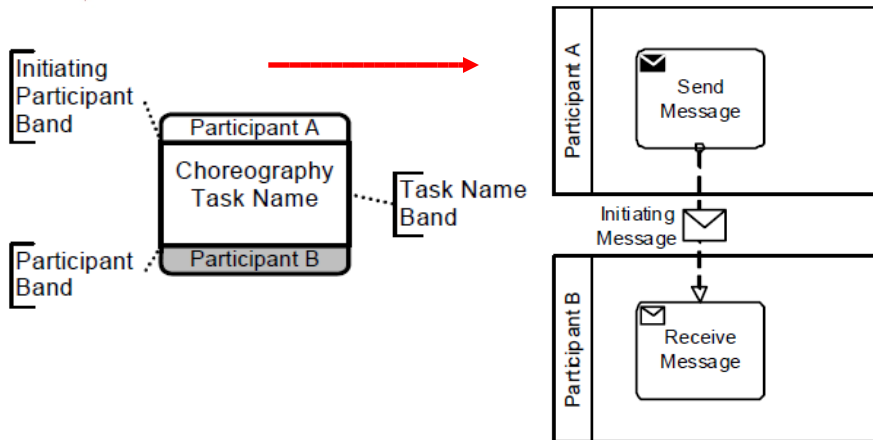 Initiating
Participant
Band
Participant A
Choreography
Task Name
Task Name
Band
Participant
Band
Participant B
Participant A
Send
Message
Initiating
Message
Participant B
Receive
Message